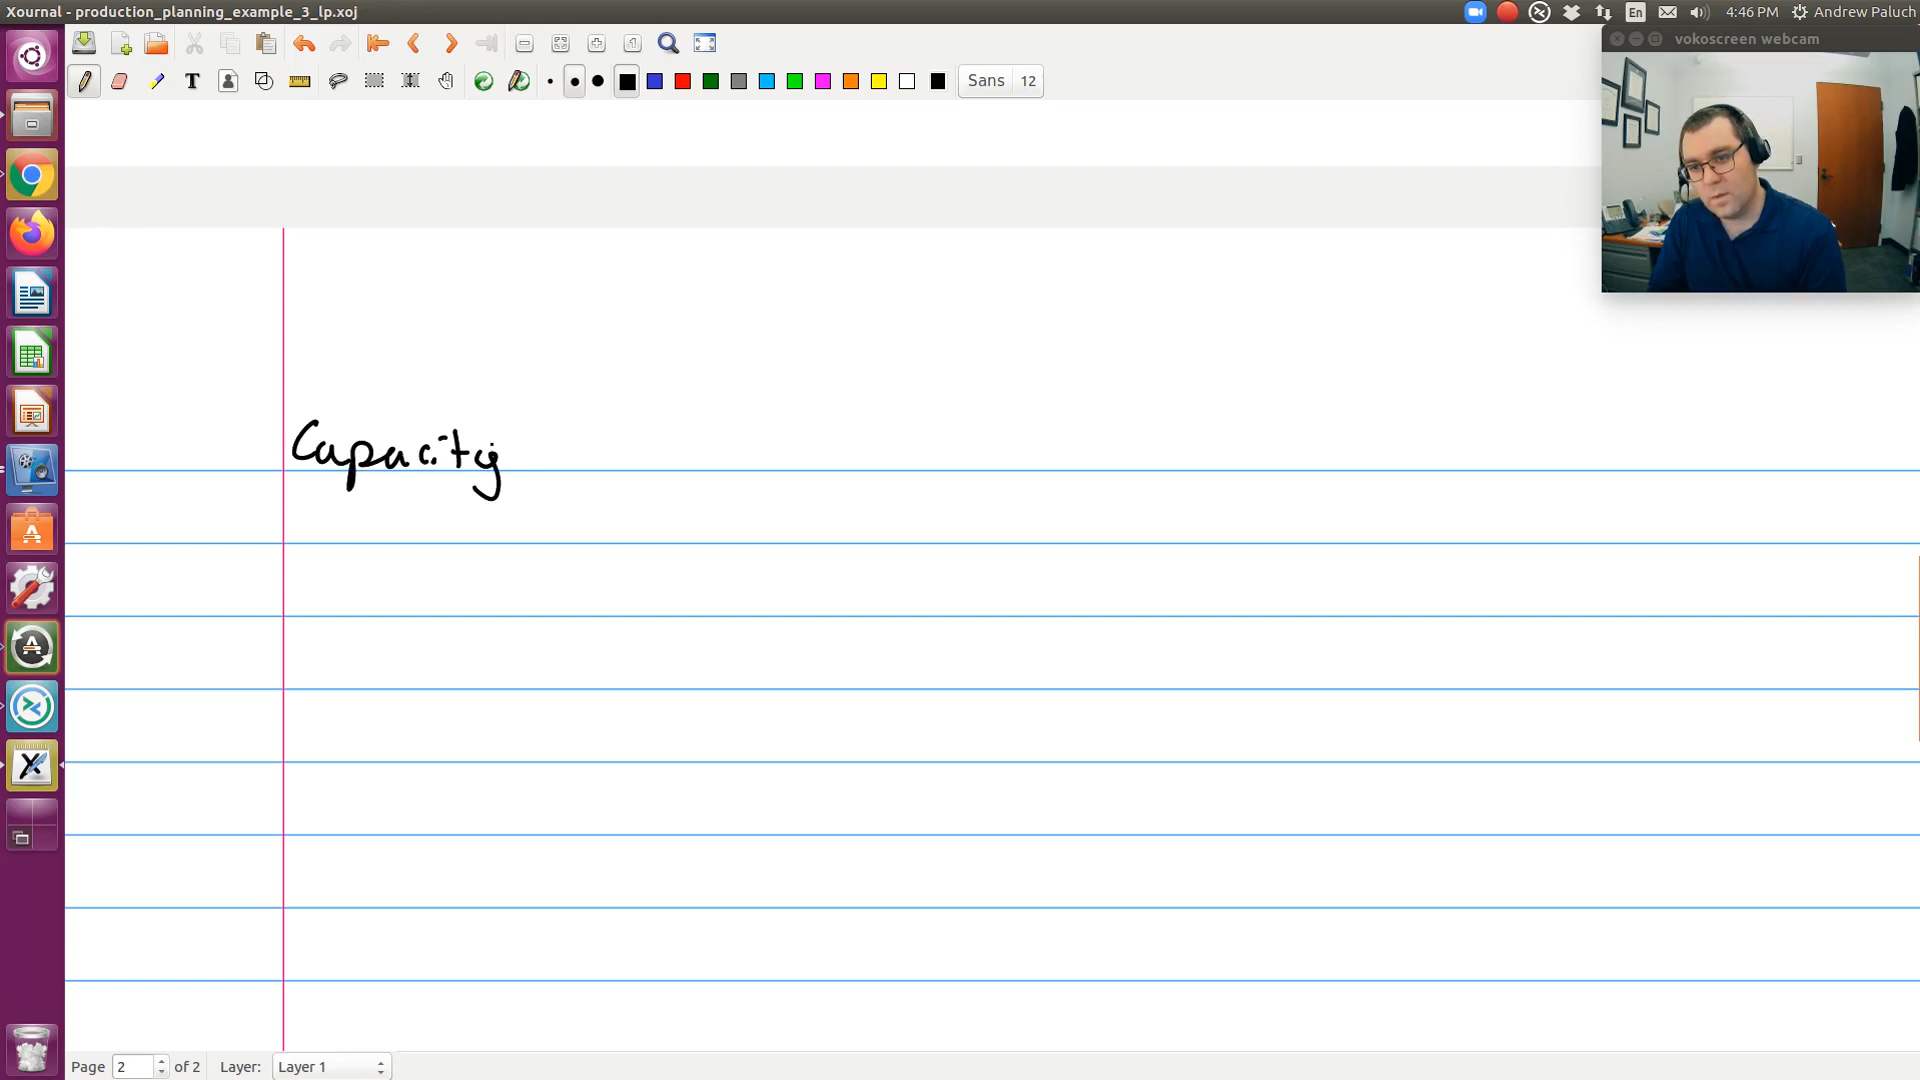 Xournal - production_planning_example_3_lp.xoj
En
4:46 PM
Andrew Paluch
vokoscreen webcam
T
Sans 12
Capacity
Page 2 of 2 Layer: Layer 1